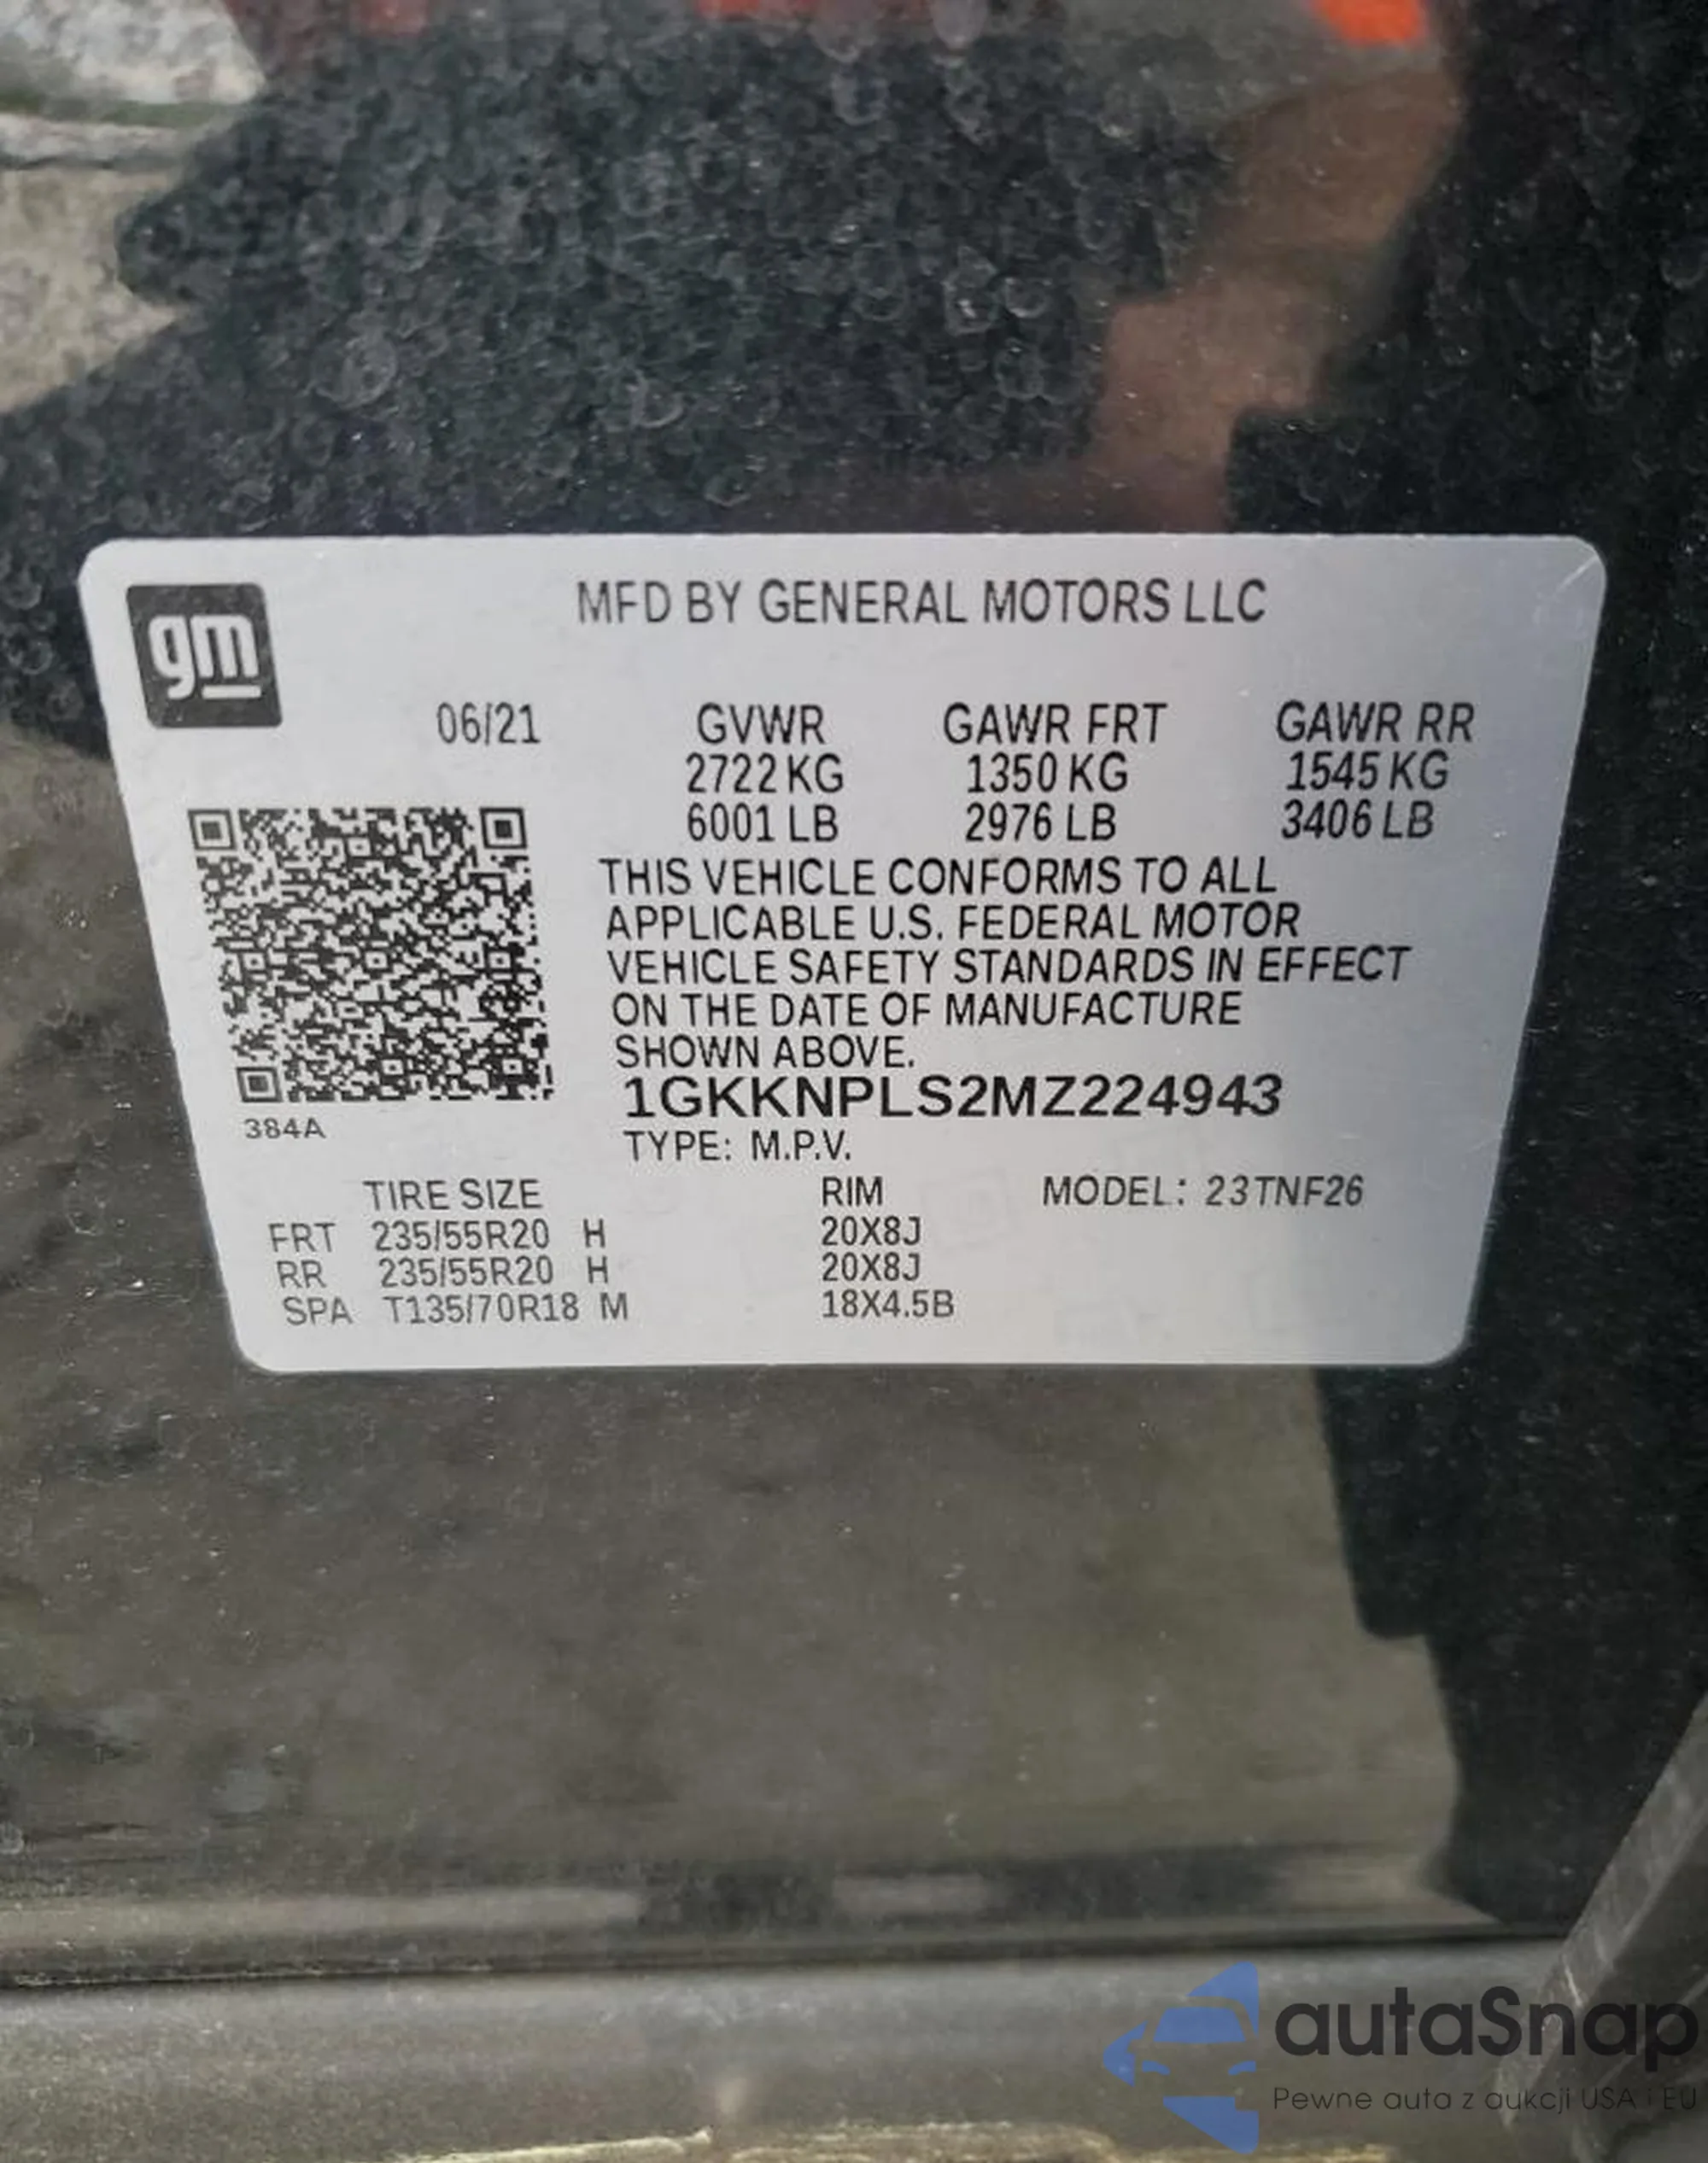 gm
MFD BY GENERAL MOTORS LLC
06/21 GVWR GAWR FRT GAWR RR
2722 KG 1350 KG 1545 KG
6001 LB 2976 LB 3406 LB
THIS VEHICLE CONFORMS TO ALL
APPLICABLE U.S. FEDERAL MOTOR
VEHICLE SAFETY STANDARDS IN EFFECT
ON THE DATE OF MANUFACTURE
SHOWN ABOVE.
1GKKNPLS2MZ224943
384A
TYPE: M.P.V.
TIRE SIZE RIM MODEL: 23TNF26
FRT 235/55R20 H 20X8J
RR 235/55R20 H 20X8J
SPA T135/70R18 M 18X4.5B
autaSnap
Pewne auta z aukcji USA i EU